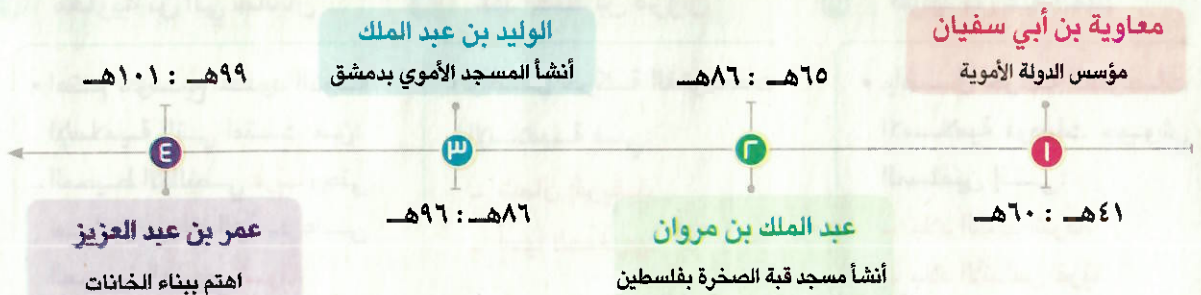 معاوية بن أبي سفيان
مؤسس الدولة الأموية
١
٤١هـ : ٦٠هـ
٦٥هـ : ٨٦هـ
٢
عبد الملك بن مروان
أنشأ مسجد قبة الصخرة بفلسطين
الوليد بن عبد الملك
أنشأ المسجد الأموي بدمشق
٣
٨٦هـ : ٩٦هـ
٩٩هـ : ١٠١هـ
٤
عمر بن عبد العزيز
اهتم ببناء الخانات